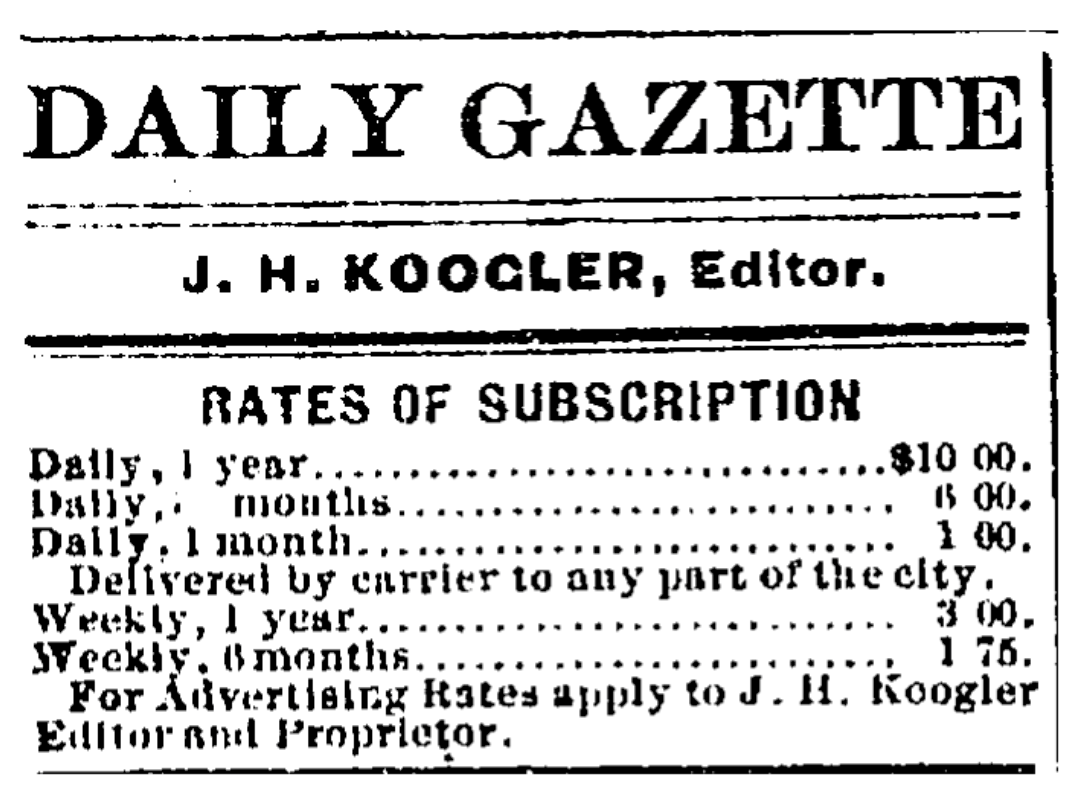 DAILY GAZETTE
J. H. KOOGLER, Editor.
RATES OF SUBSCRIPTION
Daily, 1 year..............................$10 00.
Daily, months.......................... 6 00.
Daily, 1 month............................ 1 00.
Delivered by carrier to any part of the city.
Weekly, 1 year............................ 3 00.
Weekly, 6 months......................... 1 75.
For Advertising Rates apply to J. H. Koogler
Editor and Proprietor.